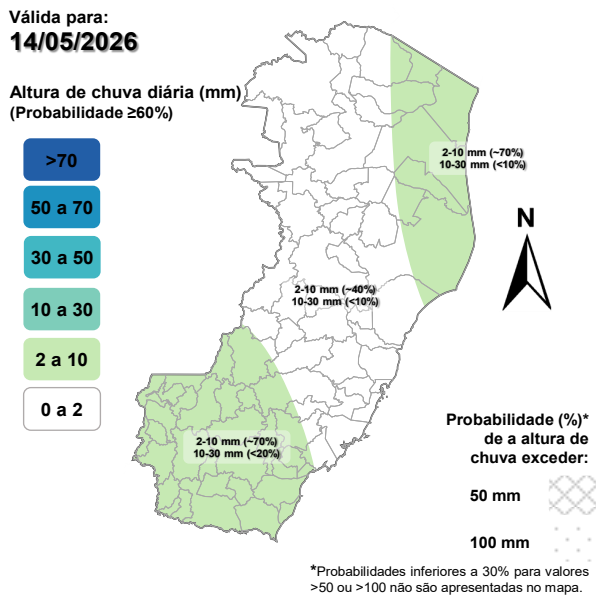 Válida para:
14/05/2026
Altura de chuva diária (mm)
(Probabilidade ≥60%)
>70
50 a 70
30 a 50
10 a 30
2 a 10
0 a 2
2-10 mm (~70%)
10-30 mm (<10%)
N
2-10 mm (~40%)
10-30 mm (<10%)
2-10 mm (~70%)
10-30 mm (<20%)
Probabilidade (%)*
de a altura de
chuva exceder:
50 mm
100 mm
*Probabilidades inferiores a 30% para valores
>50 ou >100 não são apresentadas no mapa.